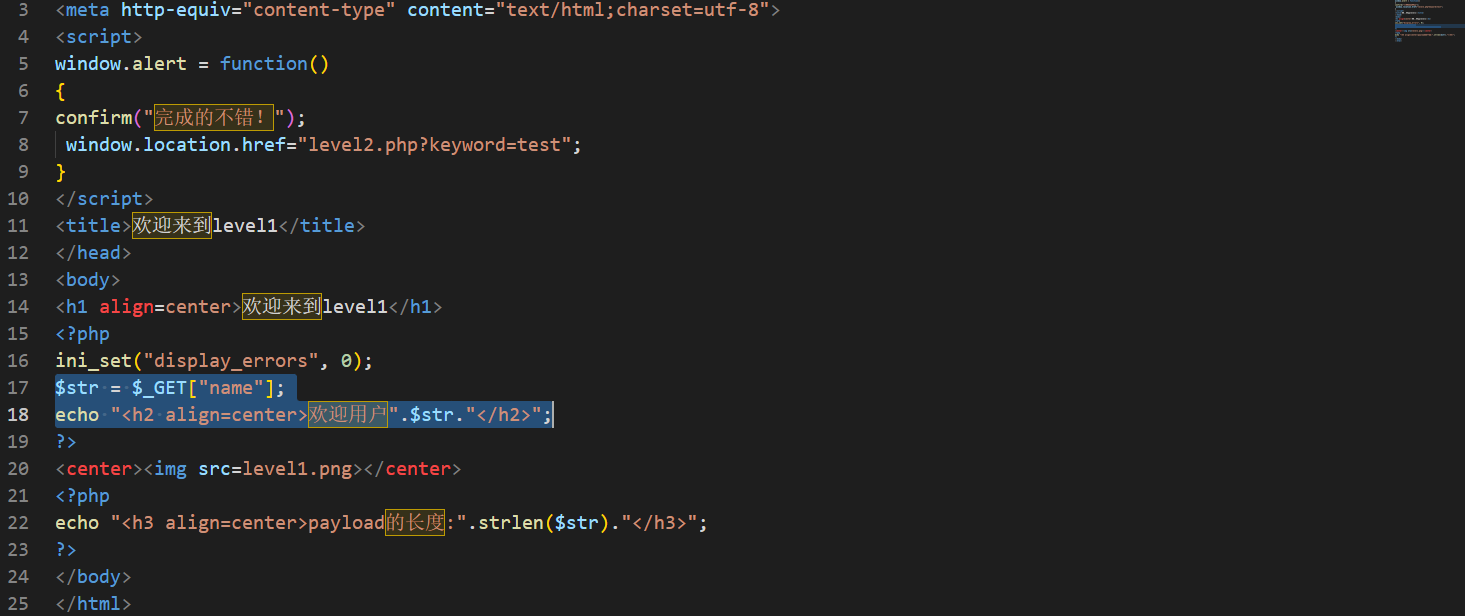 3 <meta http-equiv="content-type" content="text/html;charset=utf-8">
4 <script>
5 window.alert = function()
6 {
7 confirm("完成的不错！");
8  window.location.href="level2.php?keyword=test";
9 }
10 </script>
11 <title>欢迎来到level1</title>
12 </head>
13 <body>
14 <h1 align=center>欢迎来到level1</h1>
15 <?php
16 ini_set("display_errors", 0);
17 $str = $_GET["name"];
18 echo "<h2 align=center>欢迎用户".$str."</h2>";
19 ?>
20 <center><img src=level1.png></center>
21 <?php
22 echo "<h3 align=center>payload的长度:".strlen($str)."</h3>";
23 ?>
24 </body>
25 </html>